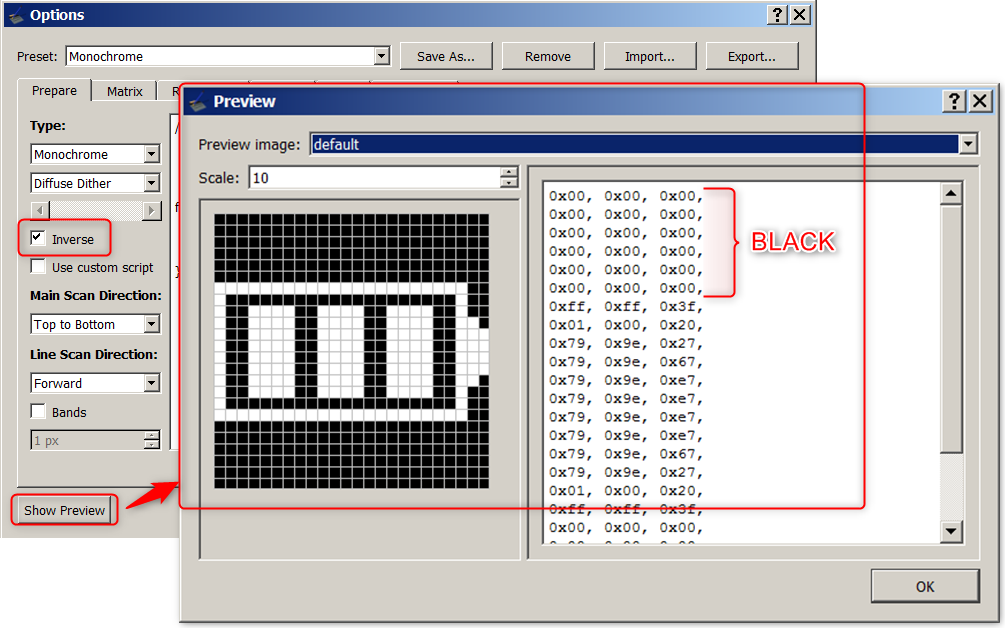 Options
Preset: Monochrome Save As... Remove Import... Export...
Prepare Matrix
Type:
Monochrome
Diffuse Dither
Inverse
Use custom script
Main Scan Direction:
Top to Bottom
Line Scan Direction:
Forward
Bands
1 px
Show Preview
Preview
Preview image: default
Scale: 10
0x00, 0x00, 0x00,
0x00, 0x00, 0x00,
0x00, 0x00, 0x00,
0x00, 0x00, 0x00,
0x00, 0x00, 0x00,
0x00, 0x00, 0x00,
0xff, 0xff, 0x3f,
0x01, 0x00, 0x20,
0x79, 0x9e, 0x27,
0x79, 0x9e, 0x67,
0x79, 0x9e, 0xe7,
0x79, 0x9e, 0xe7,
0x79, 0x9e, 0xe7,
0x79, 0x9e, 0xe7,
0x79, 0x9e, 0x67,
0x79, 0x9e, 0x27,
0x01, 0x00, 0x20,
0xff, 0xff, 0x3f,
0x00, 0x00, 0x00,
BLACK
OK